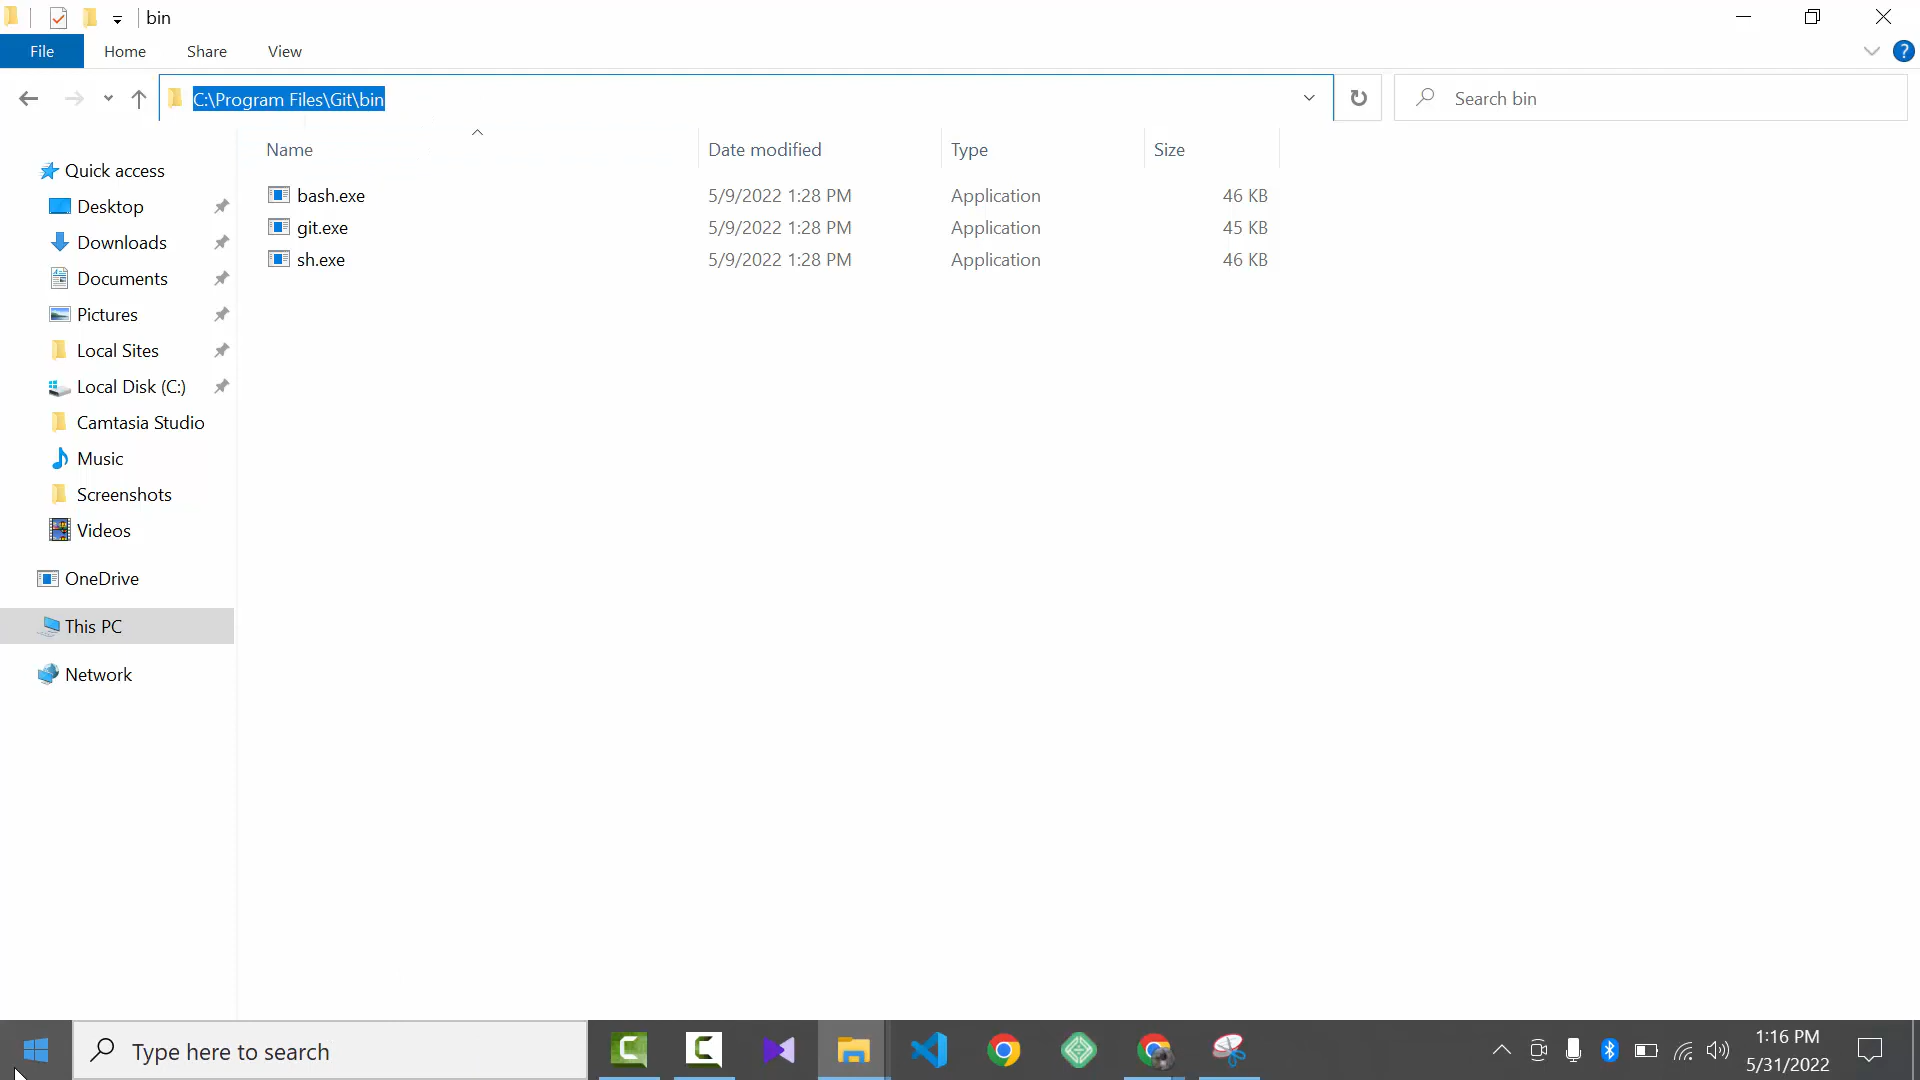 bin
File Home Share View
C:\Program Files\Git\bin
Search bin
Name Date modified Type Size
bash.exe 5/9/2022 1:28 PM Application 46 KB
git.exe 5/9/2022 1:28 PM Application 45 KB
sh.exe 5/9/2022 1:28 PM Application 46 KB
Quick access
Desktop
Downloads
Documents
Pictures
Local Sites
Local Disk (C:)
Camtasia Studio
Music
Screenshots
Videos
OneDrive
This PC
Network
Type here to search
1:16 PM
5/31/2022